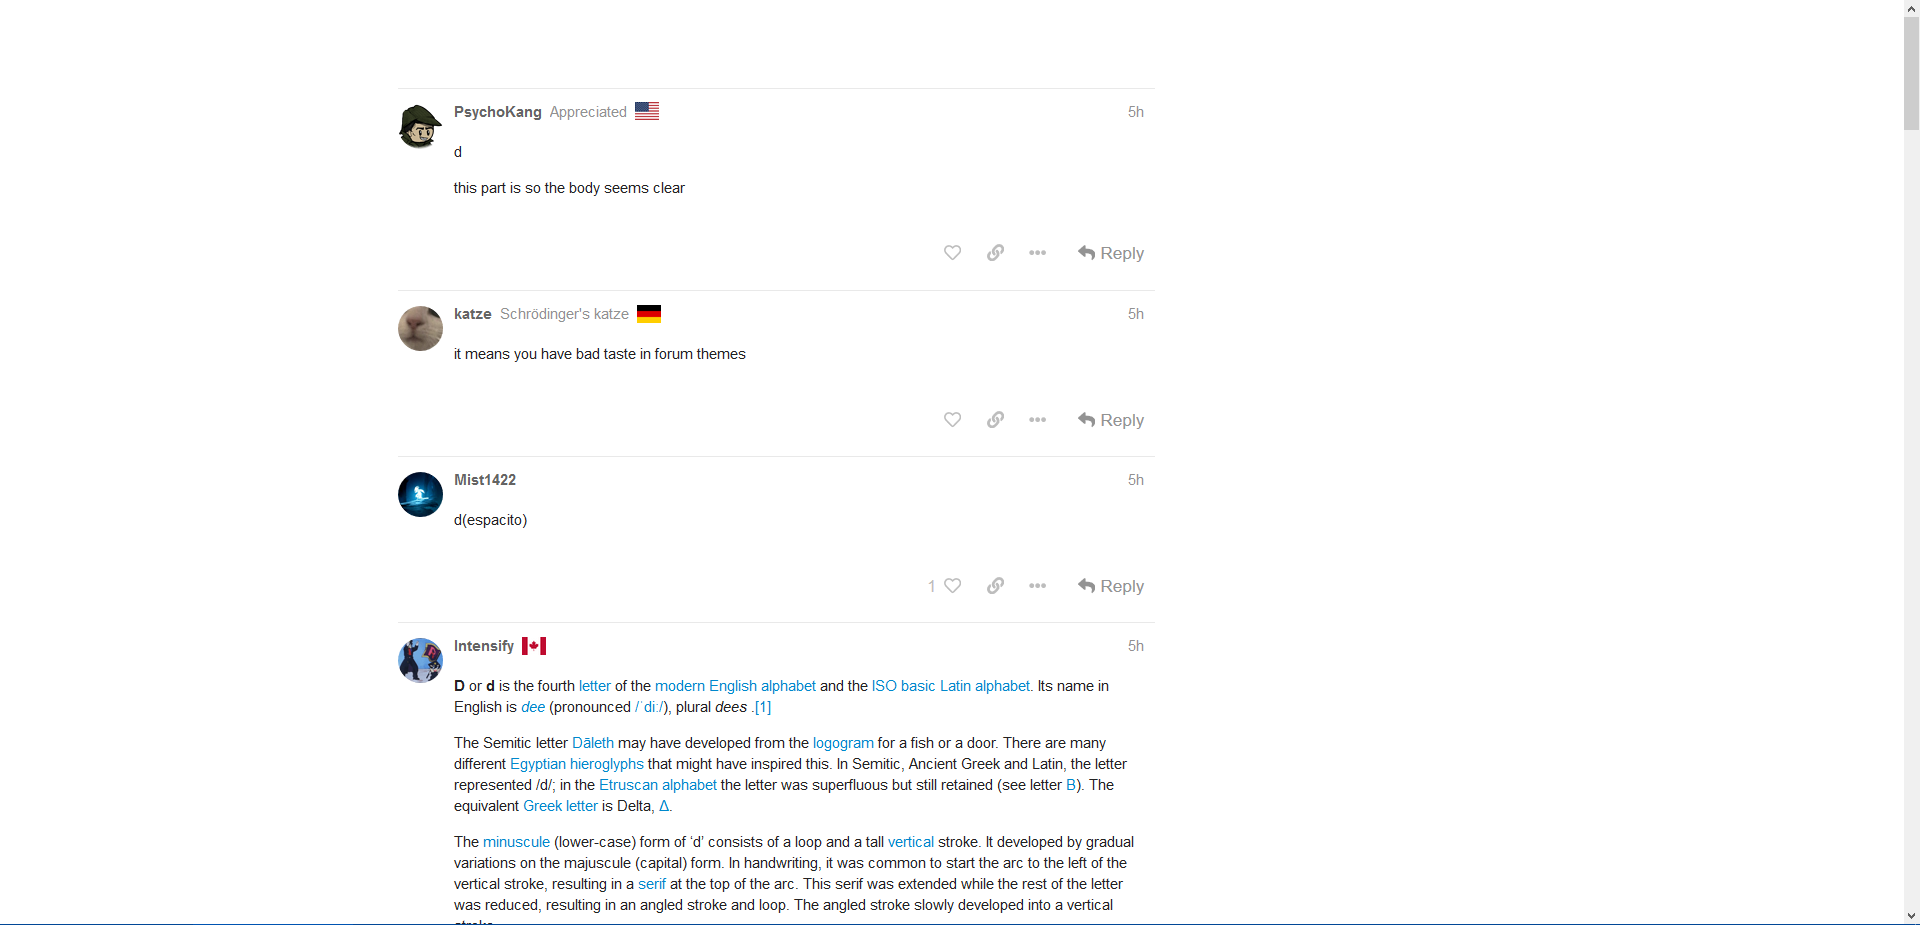 PsychoKang Appreciated 5h
d
this part is so the body seems clear
Reply
katze Schrödinger's katze 5h
it means you have bad taste in forum themes
Reply
Mist1422 5h
d(espacito)
1 Reply
Intensify 5h
D or d is the fourth letter of the modern English alphabet and the ISO basic Latin alphabet. Its name in
English is dee (pronounced /ˈdiː/), plural dees .[1]
The Semitic letter Dāleth may have developed from the logogram for a fish or a door. There are many
different Egyptian hieroglyphs that might have inspired this. In Semitic, Ancient Greek and Latin, the letter
represented /d/; in the Etruscan alphabet the letter was superfluous but still retained (see letter B). The
equivalent Greek letter is Delta, Δ.
The minuscule (lower-case) form of ‘d’ consists of a loop and a tall vertical stroke. It developed by gradual
variations on the majuscule (capital) form. In handwriting, it was common to start the arc to the left of the
vertical stroke, resulting in a serif at the top of the arc. This serif was extended while the rest of the letter
was reduced, resulting in an angled stroke and loop. The angled stroke slowly developed into a vertical